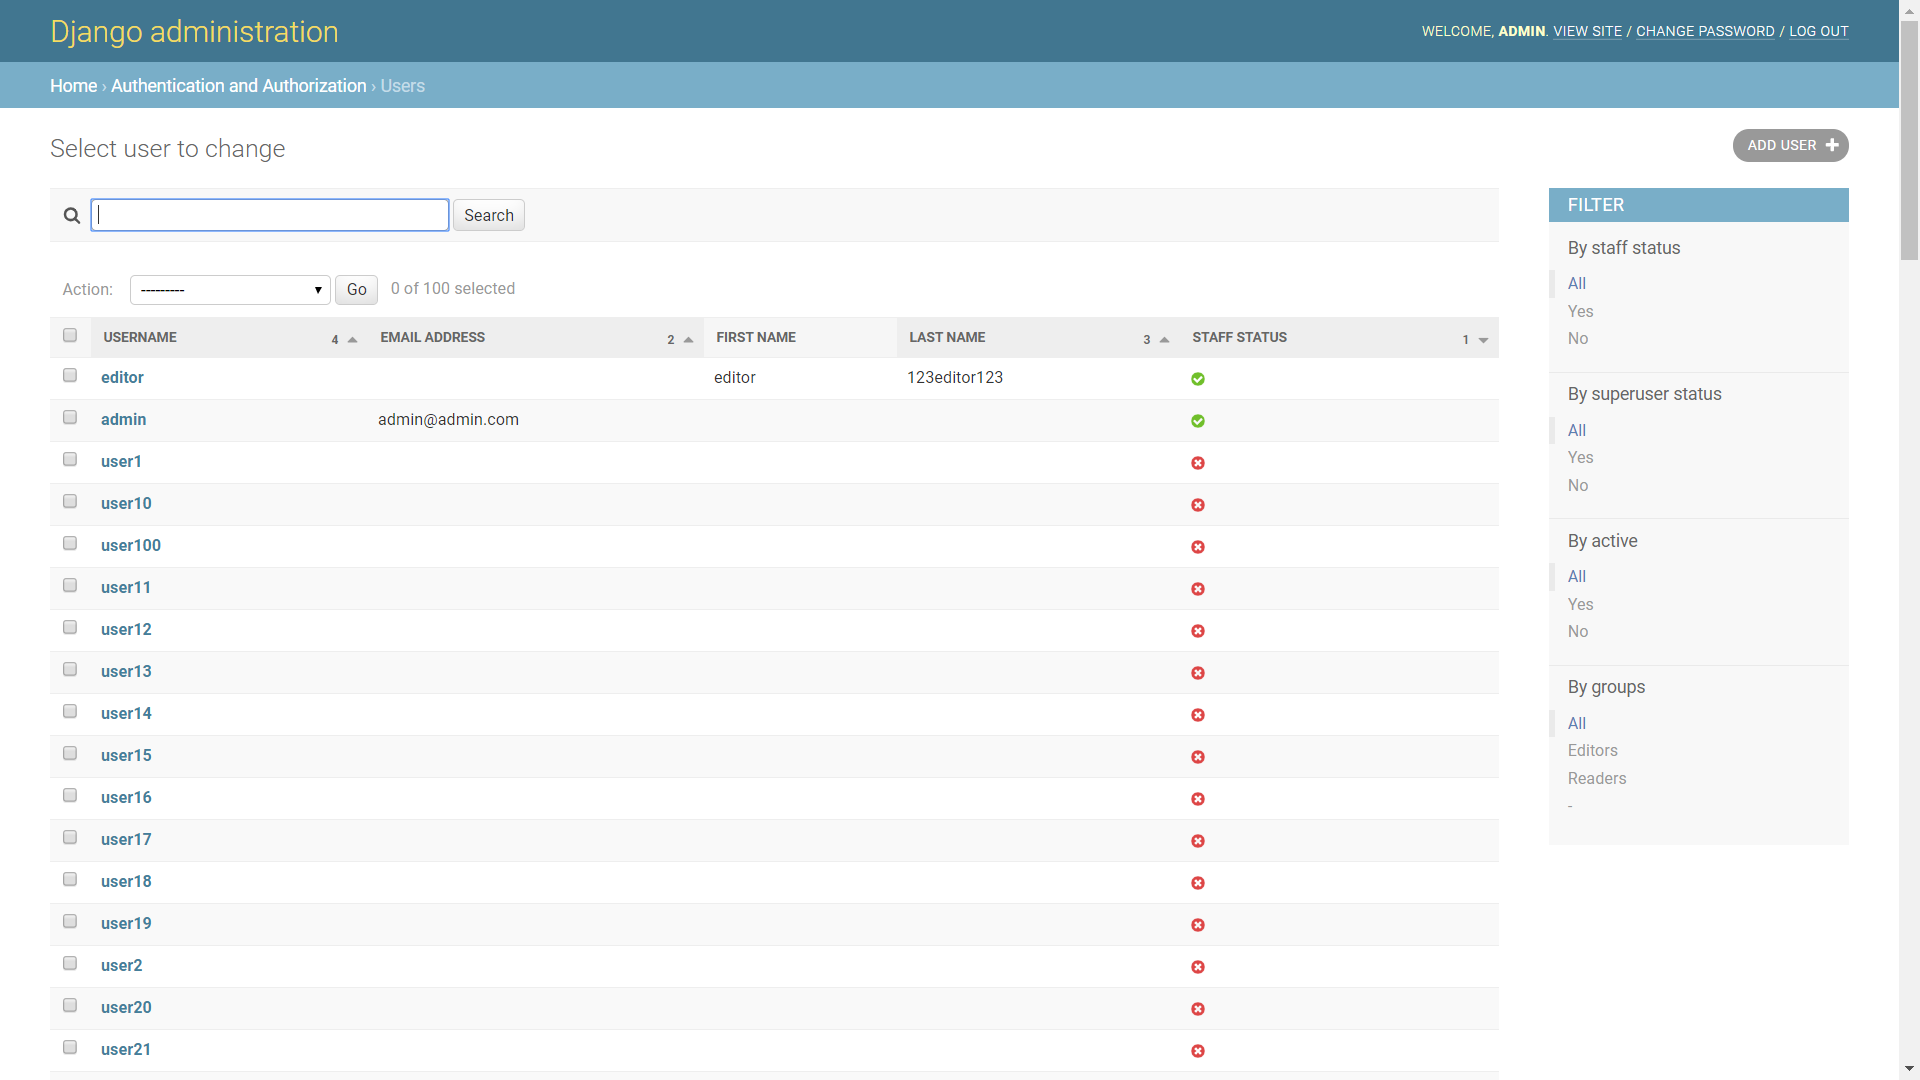 Django administration
WELCOME, ADMIN. VIEW SITE / CHANGE PASSWORD / LOG OUT
Home › Authentication and Authorization › Users
Select user to change
ADD USER +
Search
Action: --------- Go 0 of 100 selected
USERNAME 4 EMAIL ADDRESS 2 FIRST NAME LAST NAME 3 STAFF STATUS 1
editor editor 123editor123
admin admin@admin.com
user1
user10
user100
user11
user12
user13
user14
user15
user16
user17
user18
user19
user2
user20
user21
FILTER
By staff status
All
Yes
No
By superuser status
All
Yes
No
By active
All
Yes
No
By groups
All
Editors
Readers
-